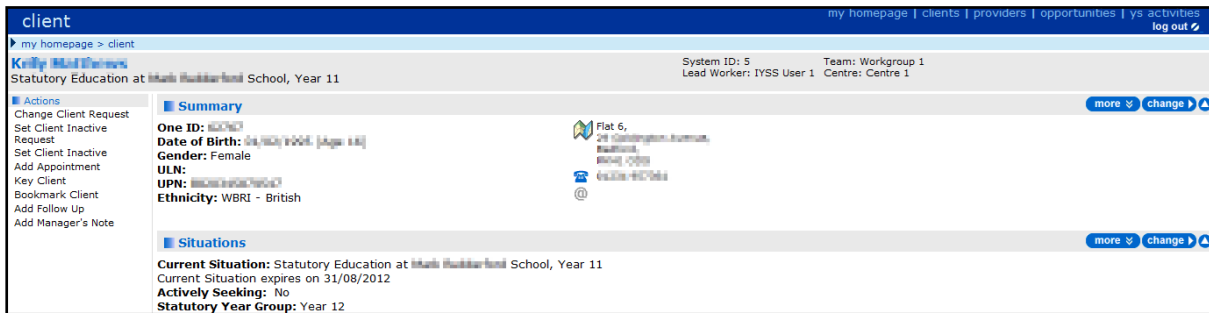 client
my homepage | clients | providers | opportunities | ys activities
log out
my homepage > client
Statutory Education at School, Year 11
System ID: 5 Team: Workgroup 1
Lead Worker: IYSS User 1 Centre: Centre 1
Actions
Change Client Request
Set Client Inactive
Request
Set Client Inactive
Add Appointment
Key Client
Bookmark Client
Add Follow Up
Add Manager's Note
Summary
more change
One ID:
Date of Birth:
Gender: Female
ULN:
UPN:
Ethnicity: WBRI - British
Flat 6,
@
Situations
more change
Current Situation: Statutory Education at School, Year 11
Current Situation expires on 31/08/2012
Actively Seeking: No
Statutory Year Group: Year 12